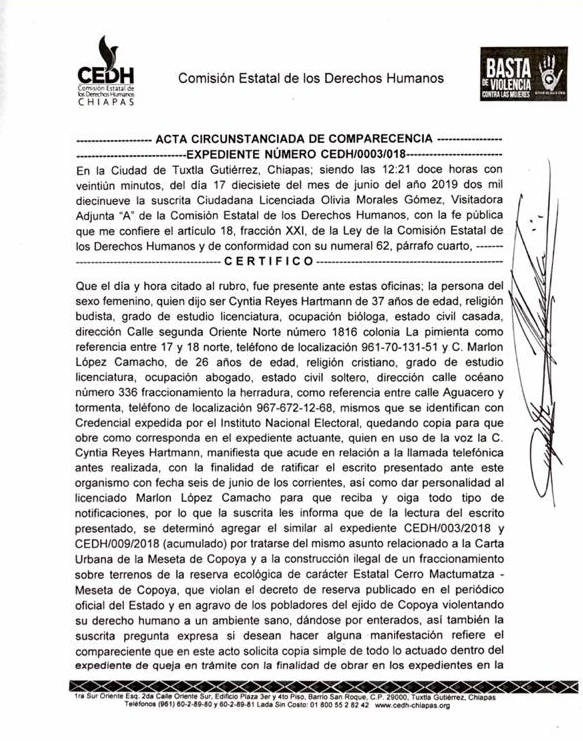 CEDH
Comisión Estatal de
los Derechos Humanos
CHIAPAS
Comisión Estatal de los Derechos Humanos
BASTA
DE VIOLENCIA
CONTRA LAS MUJERES
------------------- ACTA CIRCUNSTANCIADA DE COMPARECENCIA ----------------
---------------------------EXPEDIENTE NÚMERO CEDH/0003/018------------------------
En la Ciudad de Tuxtla Gutiérrez, Chiapas; siendo las 12:21 doce horas con
veintiún minutos, del día 17 diecisiete del mes de junio del año 2019 dos mil
diecinueve la suscrita Ciudadana Licenciada Olivia Morales Gómez, Visitadora
Adjunta “A” de la Comisión Estatal de los Derechos Humanos, con la fe pública
que me confiere el artículo 18, fracción XXI, de la Ley de la Comisión Estatal de
los Derechos Humanos y de conformidad con su numeral 62, párrafo cuarto, -------
------------------------------------ C E R T I F I C O ----------------------------------------------
Que el día y hora citado al rubro, fue presente ante estas oficinas; la persona del
sexo femenino, quien dijo ser Cyntia Reyes Hartmann de 37 años de edad, religión
budista, grado de estudio licenciatura, ocupación bióloga, estado civil casada,
dirección Calle segunda Oriente Norte número 1816 colonia La pimienta como
referencia entre 17 y 18 norte, teléfono de localización 961-70-131-51 y C. Marlon
López Camacho, de 26 años de edad, religión cristiano, grado de estudio
licenciatura, ocupación abogado, estado civil soltero, dirección calle océano
número 336 fraccionamiento la herradura, como referencia entre calle Aguacero y
tormenta, teléfono de localización 967-672-12-68, mismos que se identifican con
Credencial expedida por el Instituto Nacional Electoral, quedando copia para que
obre como corresponda en el expediente actuante, quien en uso de la voz la C.
Cyntia Reyes Hartmann, manifiesta que acude en relación a la llamada telefónica
antes realizada, con la finalidad de ratificar el escrito presentado ante este
organismo con fecha seis de junio de los corrientes, así como dar personalidad al
licenciado Marlon López Camacho para que reciba y oiga todo tipo de
notificaciones, por lo que la suscrita les informa que de la lectura del escrito
presentado, se determinó agregar el similar al expediente CEDH/003/2018 y
CEDH/009/2018 (acumulado) por tratarse del mismo asunto relacionado a la Carta
Urbana de la Meseta de Copoya y a la construcción ilegal de un fraccionamiento
sobre terrenos de la reserva ecológica de carácter Estatal Cerro Mactumatza -
Meseta de Copoya, que violan el decreto de reserva publicado en el periódico
oficial del Estado y en agravo de los pobladores del ejido de Copoya violentando
su derecho humano a un ambiente sano, dándose por enterados, así también la
suscrita pregunta expresa si desean hacer alguna manifestación refiere el
compareciente que en este acto solicita copia simple de todo lo actuado dentro del
expediente de queja en trámite con la finalidad de obrar en los expedientes en la
1ra Sur Oriente Esq. 2da Calle Oriente Sur, Edificio Plaza 3er y 4to Piso, Barrio San Roque, C.P. 29000, Tuxtla Gutiérrez, Chiapas
Teléfonos (961) 60-2-89-80 y 60-2-89-81 Lada Sin Costo: 01 800 55 2 82 42 www.cedh-chiapas.org